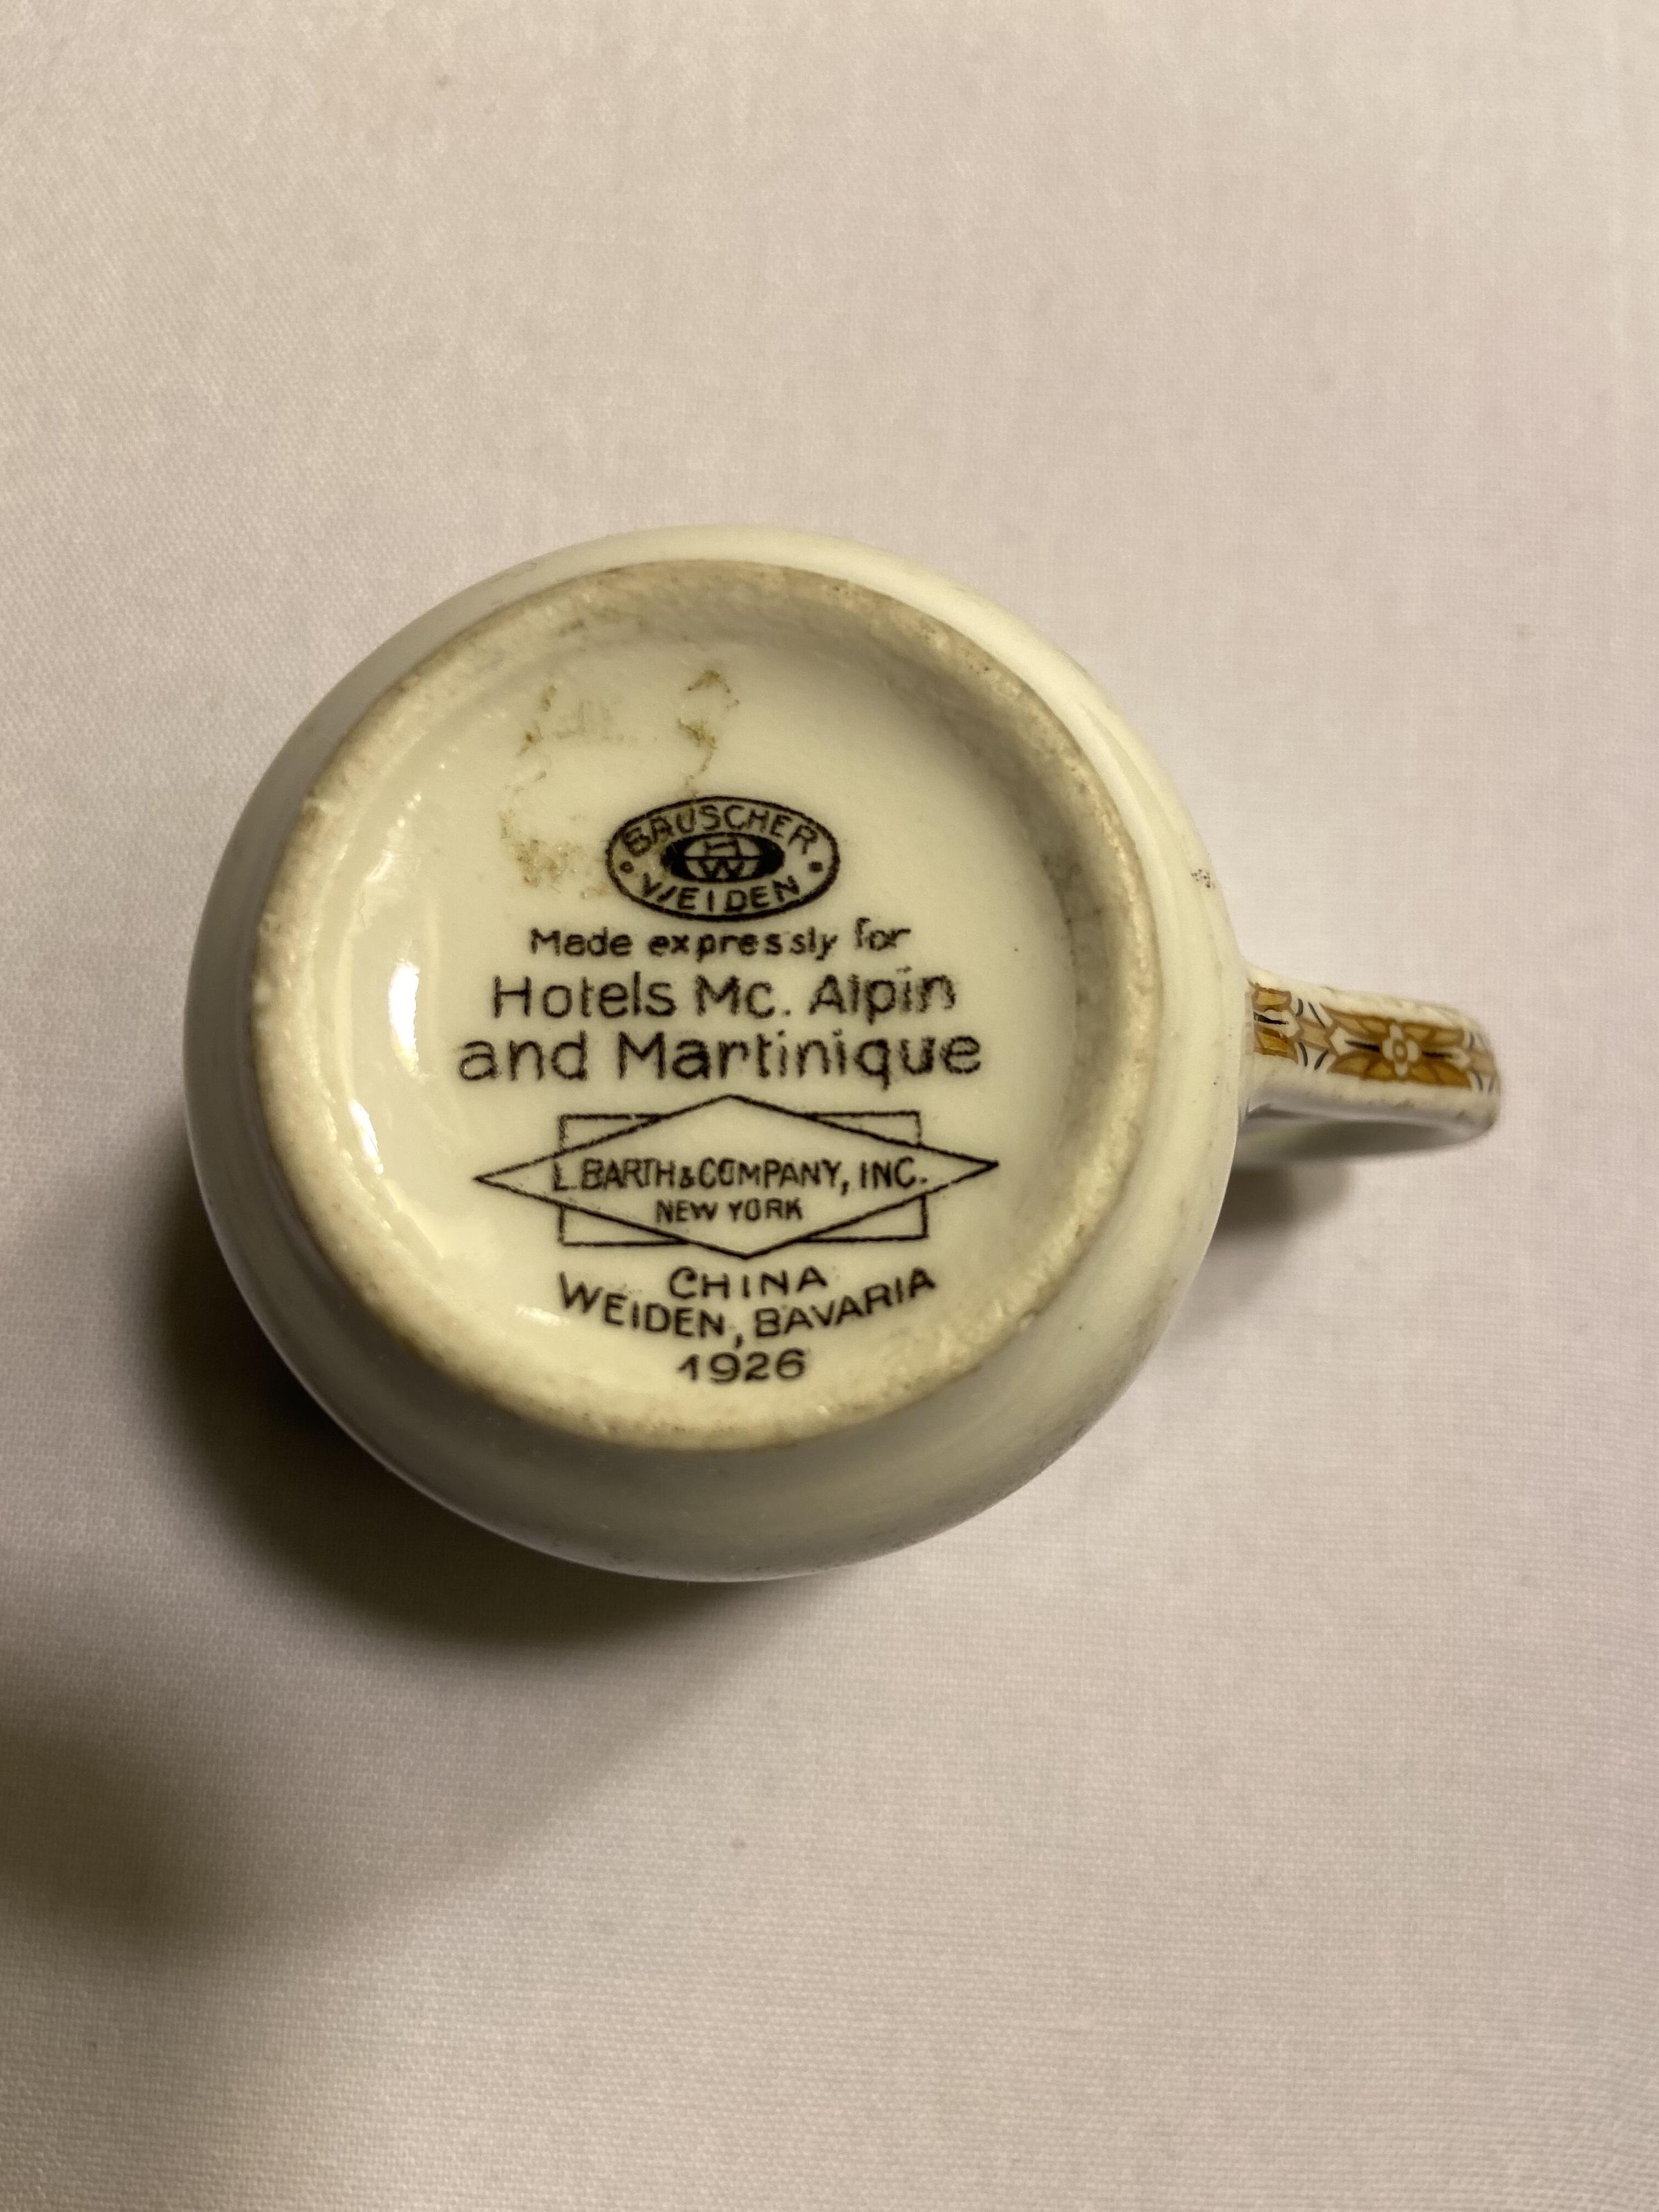 BAUSCHER
HW
WEIDEN
Made expressly for
Hotels Mc. Alpin
and Martinique
L. BARTH & COMPANY, INC.
NEW YORK
CHINA
WEIDEN, BAVARIA
1926